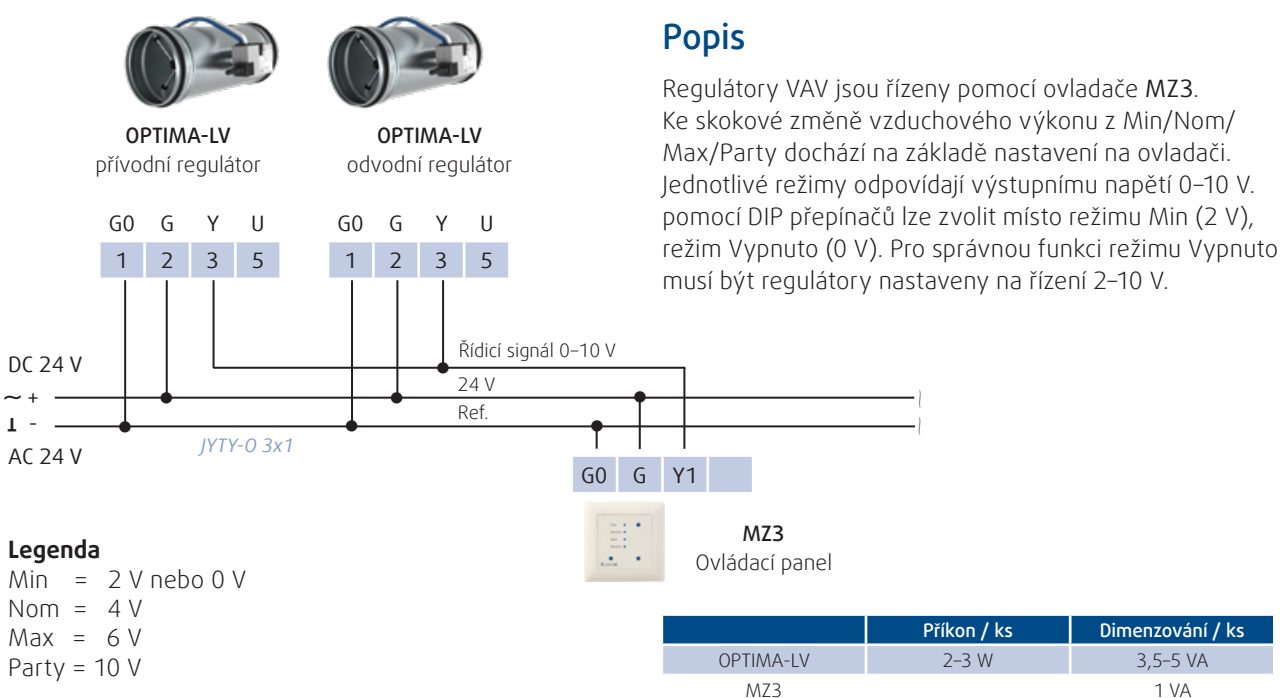 OPTIMA-LV
přívodní regulátor
OPTIMA-LV
odvodní regulátor
G0 G Y U
1 2 3 5
G0 G Y U
1 2 3 5
Popis
Regulátory VAV jsou řízeny pomocí ovladače MZ3.
Ke skokové změně vzduchového výkonu z Min/Nom/
Max/Party dochází na základě nastavení na ovladači.
Jednotlivé režimy odpovídají výstupnímu napětí 0–10 V.
pomocí DIP přepínačů lze zvolit místo režimu Min (2 V),
režim Vypnuto (0 V). Pro správnou funkci režimu Vypnuto
musí být regulátory nastaveny na řízení 2–10 V.
Řídicí signál 0–10 V
DC 24 V
24 V
~ +
Ref.
⊥ -
JYTY-O 3x1
AC 24 V
G0 G Y1
MZ3
Ovládací panel
Legenda
Min = 2 V nebo 0 V
Nom = 4 V
Max = 6 V
Party = 10 V
Příkon / ks Dimenzování / ks
OPTIMA-LV 2–3 W 3,5–5 VA
MZ3 1 VA